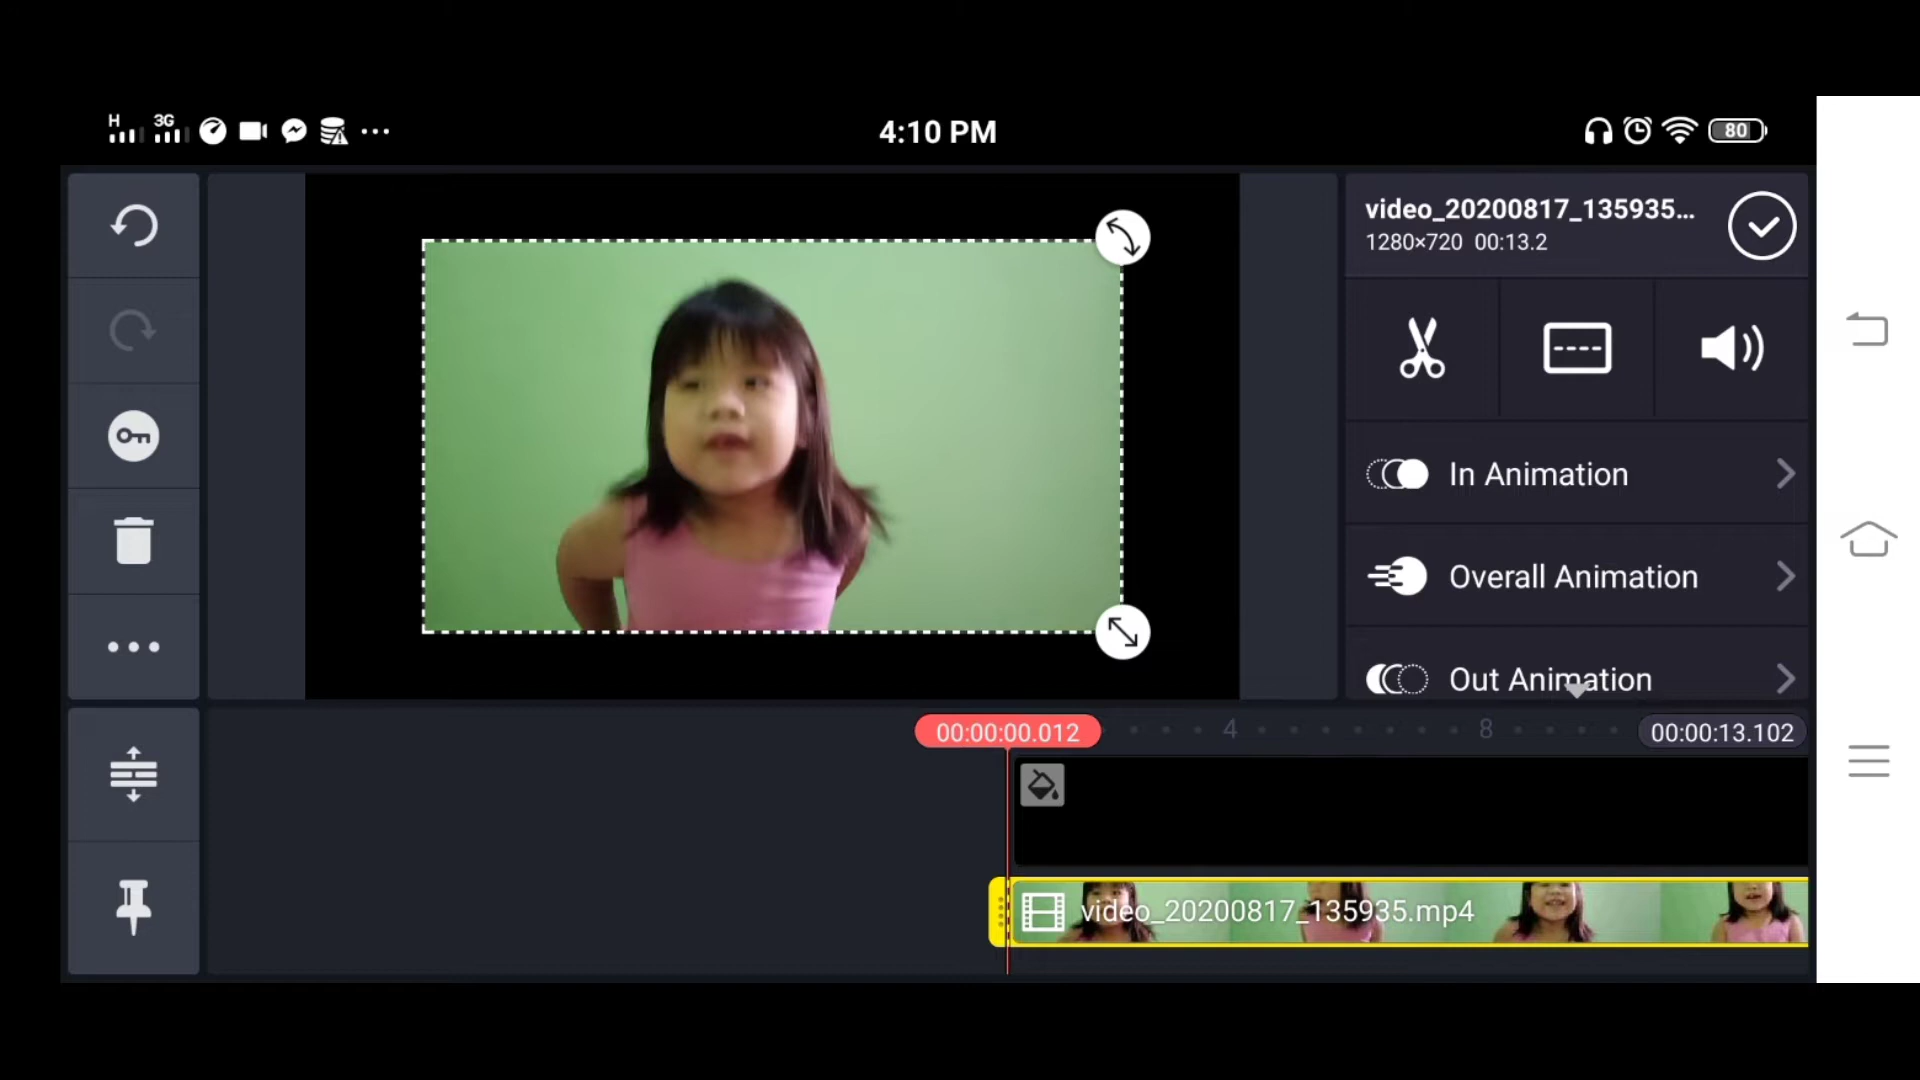 H 3G
4:10 PM
80
video_20200817_135935...
1280×720 00:13.2
In Animation
Overall Animation
Out Animation
00:00:00.012
4
8
00:00:13.102
video_20200817_135935.mp4